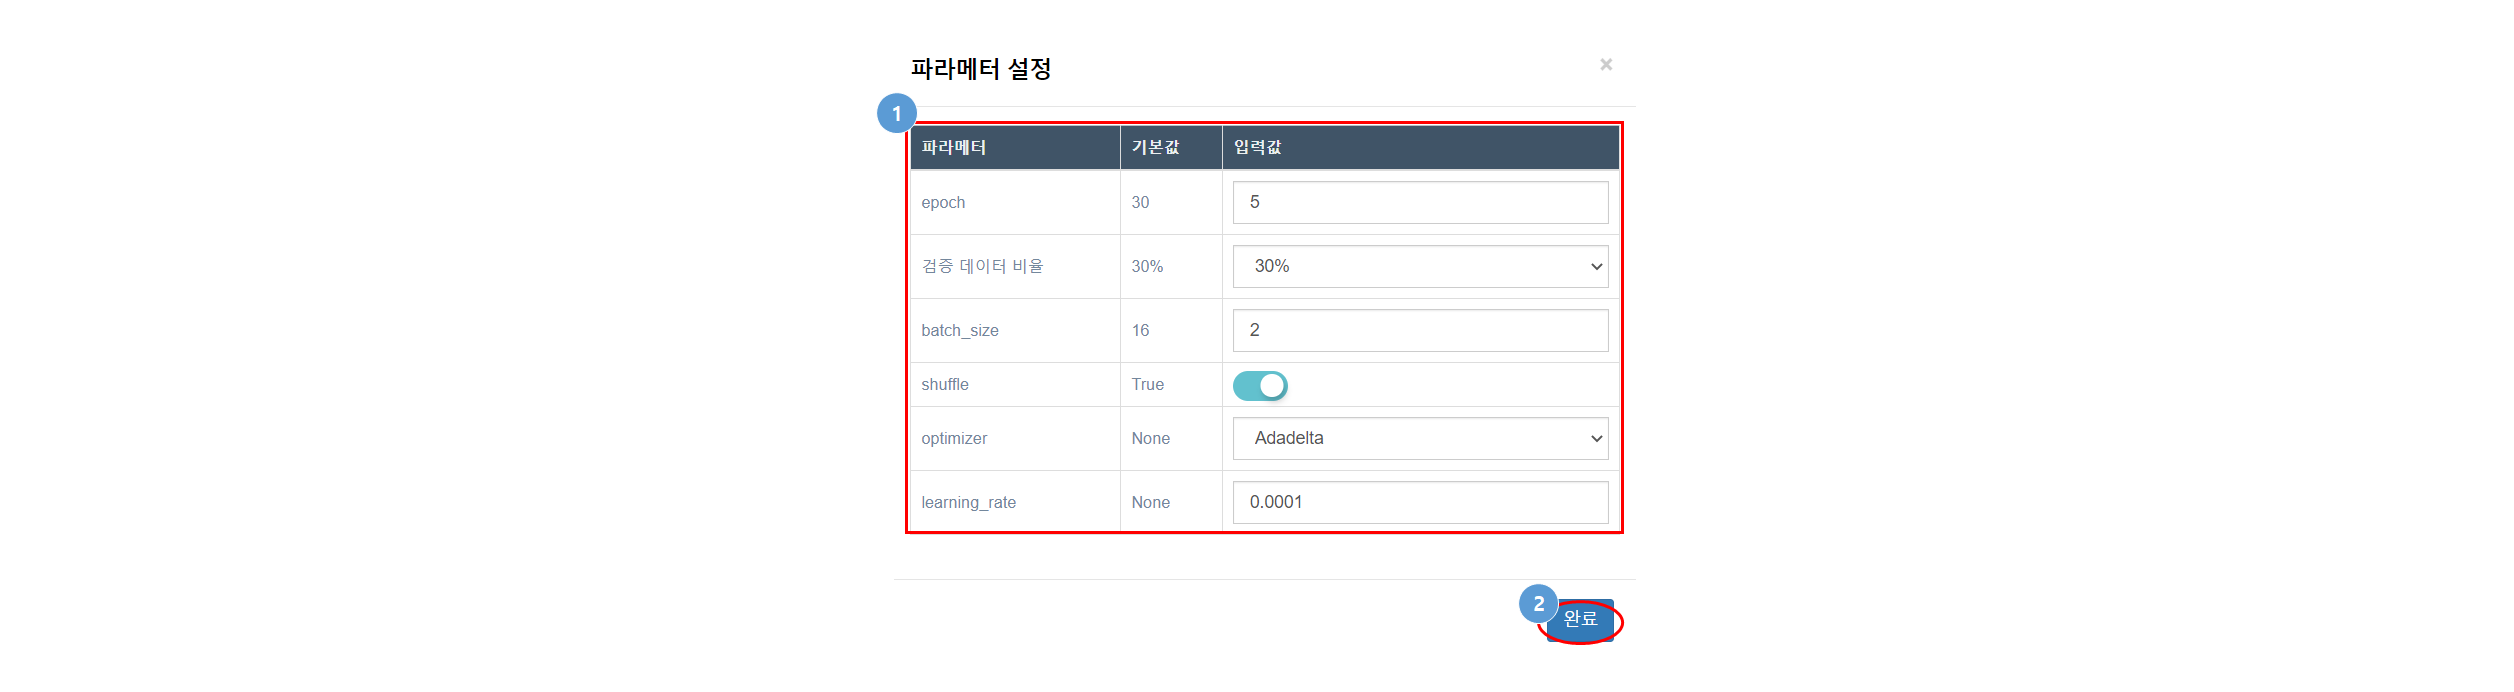 파라메터 설정
×
1
파라메터 기본값 입력값
epoch 30 5
검증 데이터 비율 30% 30%
batch_size 16 2
shuffle True
optimizer None Adadelta
learning_rate None 0.0001
2
완료